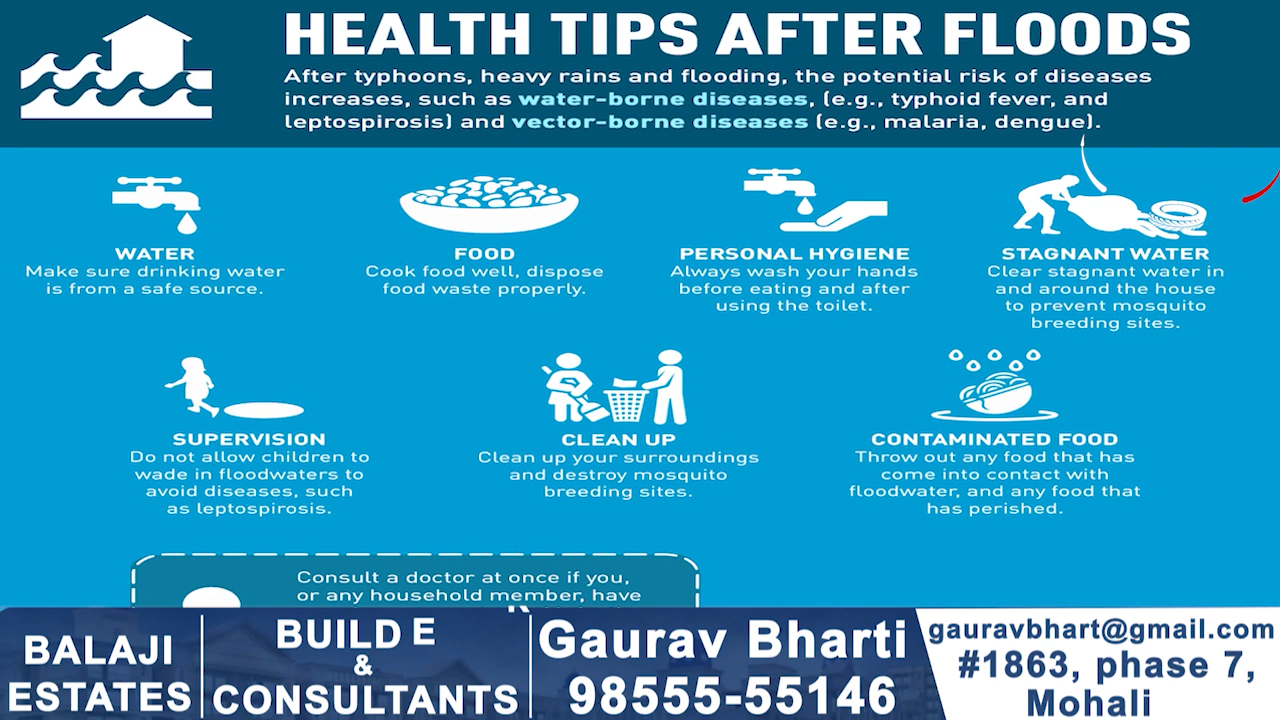 HEALTH TIPS AFTER FLOODS
After typhoons, heavy rains and flooding, the potential risk of diseases
increases, such as water-borne diseases, (e.g., typhoid fever, and
leptospirosis) and vector-borne diseases (e.g., malaria, dengue).
WATER
Make sure drinking water
is from a safe source.
FOOD
Cook food well, dispose
food waste properly.
PERSONAL HYGIENE
Always wash your hands
before eating and after
using the toilet.
STAGNANT WATER
Clear stagnant water in
and around the house
to prevent mosquito
breeding sites.
SUPERVISION
Do not allow children to
wade in floodwaters to
avoid diseases, such
as leptospirosis.
CLEAN UP
Clean up your surroundings
and destroy mosquito
breeding sites.
CONTAMINATED FOOD
Throw out any food that has
come into contact with
floodwater, and any food that
has perished.
Consult a doctor at once if you,
or any household member, have
BALAJI
ESTATES
BUILD E
&
CONSULTANTS
Gaurav Bharti
98555-55146
gauravbhart@gmail.com
#1863, phase 7,
Mohali